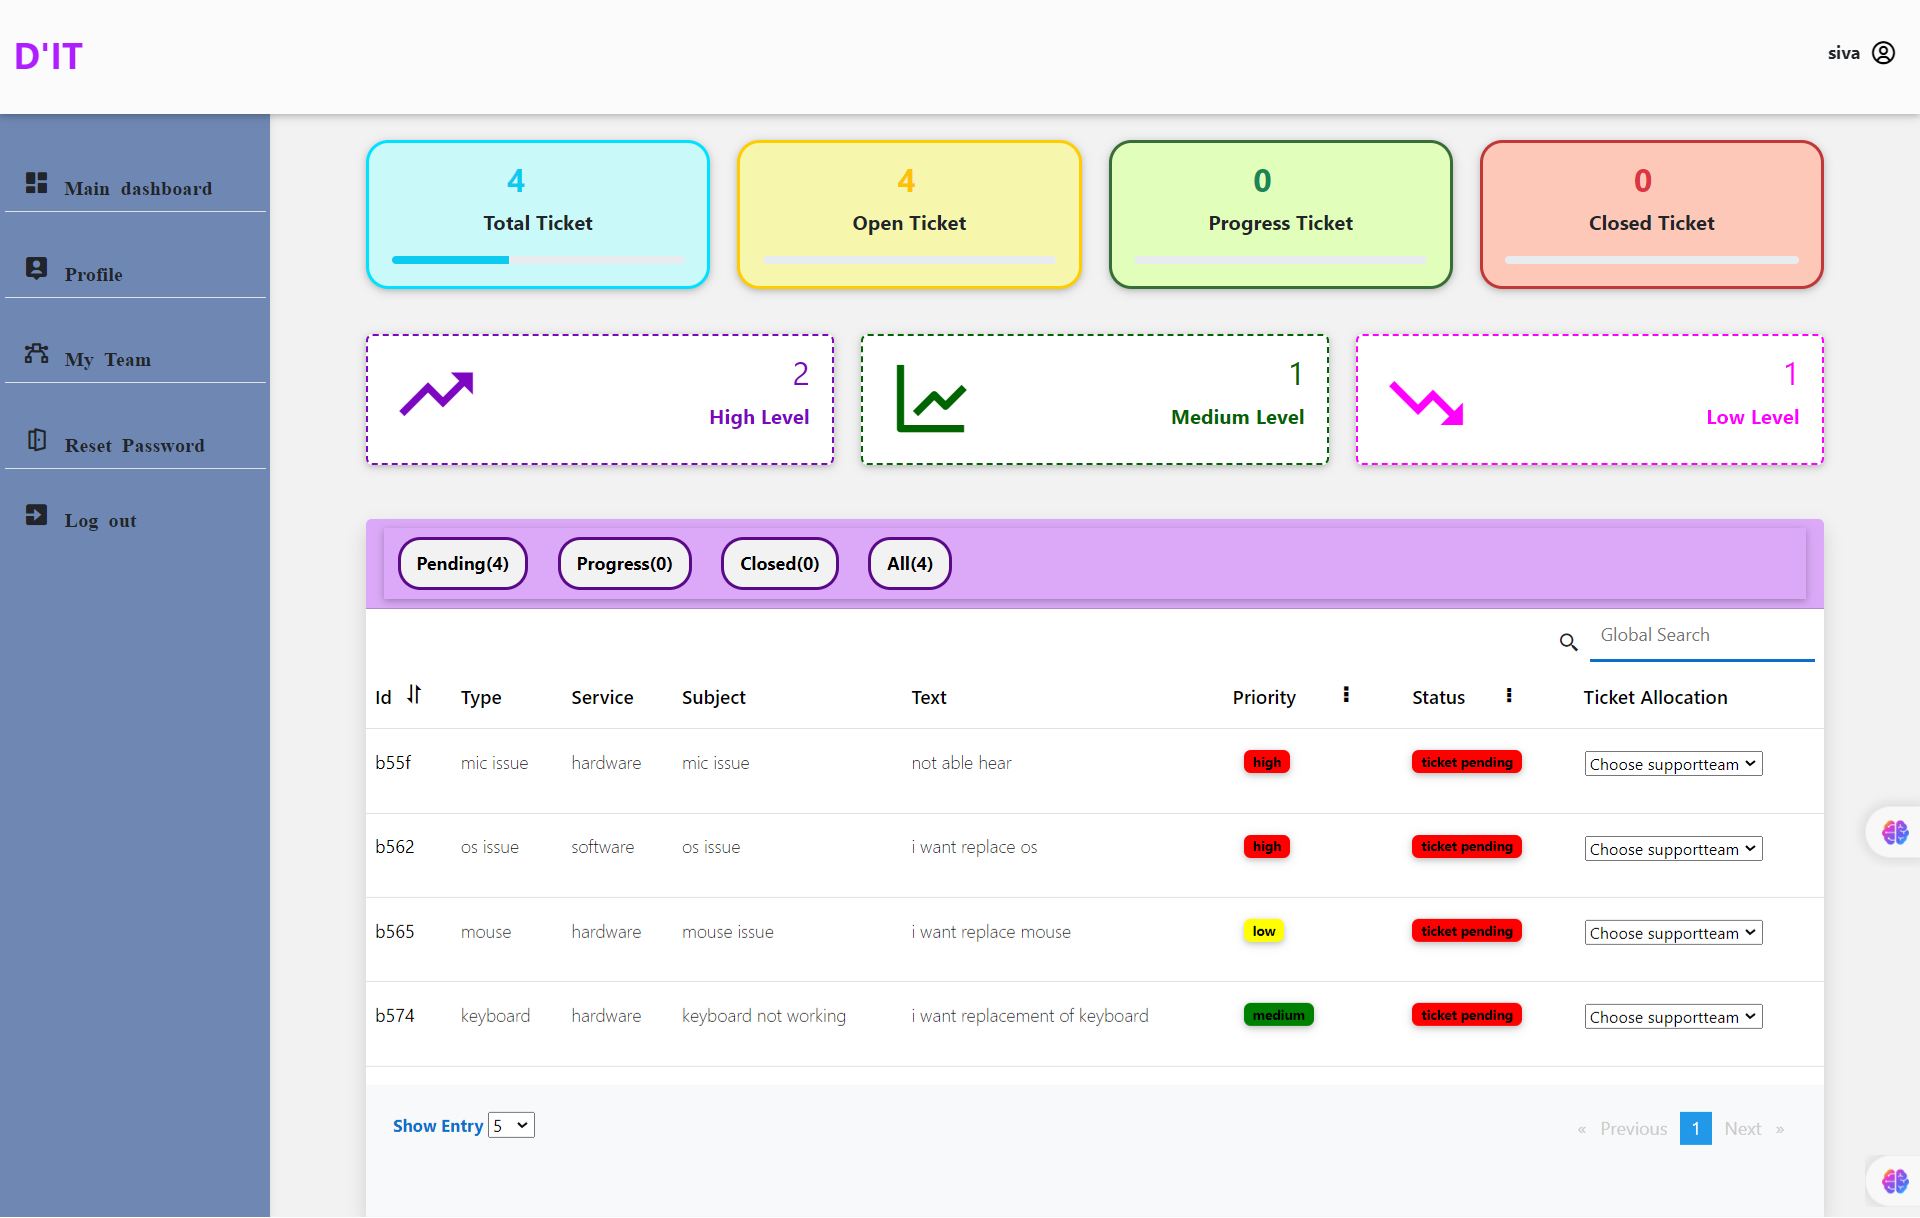 D'IT
siva
Main dashboard
Profile
My Team
Reset Password
Log out
4
Total Ticket
4
Open Ticket
0
Progress Ticket
0
Closed Ticket
2
High Level
1
Medium Level
1
Low Level
Pending(4) Progress(0) Closed(0) All(4)
Global Search
Id Type Service Subject Text Priority Status Ticket Allocation
b55f mic issue hardware mic issue not able hear high ticket pending Choose supportteam
b562 os issue software os issue i want replace os high ticket pending Choose supportteam
b565 mouse hardware mouse issue i want replace mouse low ticket pending Choose supportteam
b574 keyboard hardware keyboard not working i want replacement of keyboard medium ticket pending Choose supportteam
Show Entry 5
« Previous 1 Next »